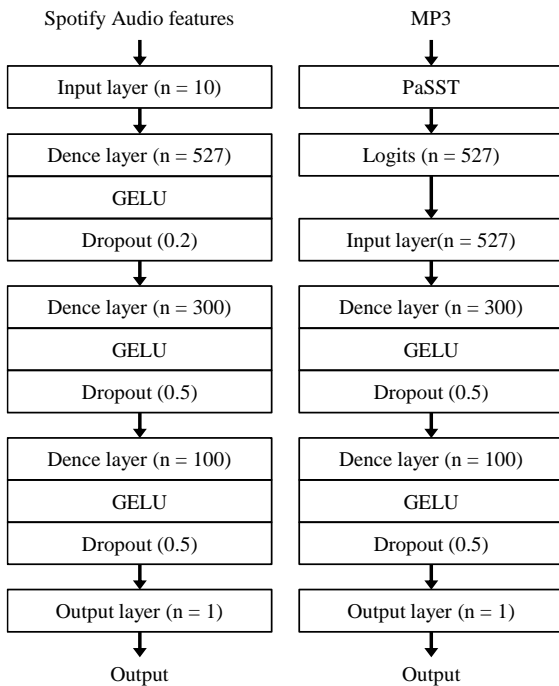 Spotify Audio features
Input layer (n = 10)
Dence layer (n = 527)
GELU
Dropout (0.2)
Dence layer (n = 300)
GELU
Dropout (0.5)
Dence layer (n = 100)
GELU
Dropout (0.5)
Output layer (n = 1)
Output
MP3
PaSST
Logits (n = 527)
Input layer(n = 527)
Dence layer (n = 300)
GELU
Dropout (0.5)
Dence layer (n = 100)
GELU
Dropout (0.5)
Output layer (n = 1)
Output